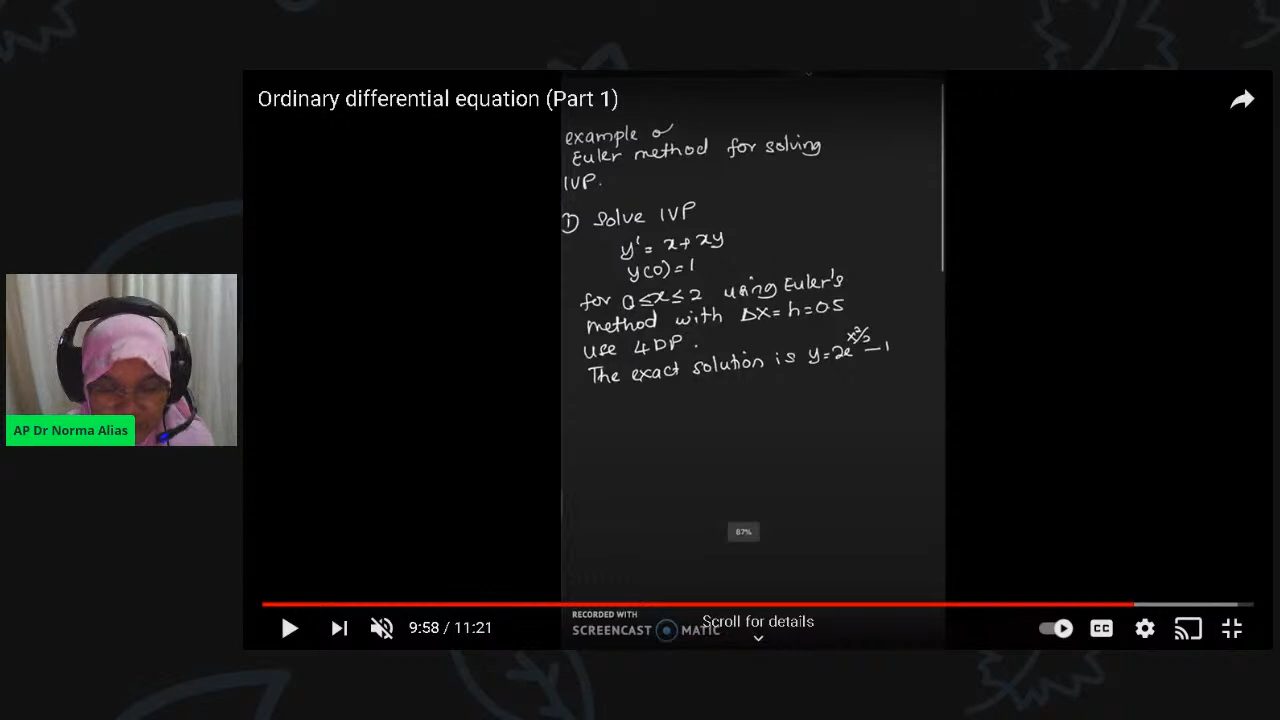 Ordinary differential equation (Part 1)
example
Euler method for solving
IVP.
① Solve IVP
y' = x + xy
y(0) = 1
for 0 ≤ x ≤ 2 using Euler's
method with Δx = h = 0.5
use 4DP.
The exact solution is y = 2e^{x²/2} - 1
AP Dr Norma Alias
67%
RECORDED WITH
SCREENCAST MATIC
Scroll for details
9:58 / 11:21
CC